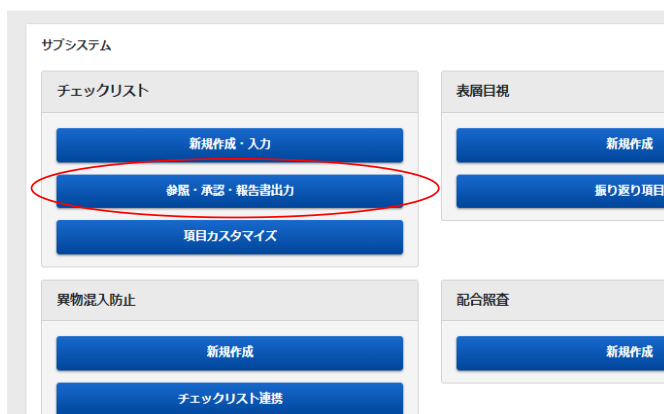 サブシステム
チェックリスト
新規作成・入力
参照・承認・報告書出力
項目カスタマイズ
表層目視
新規作成
振り返り項目
異物混入防止
新規作成
チェックリスト連携
配合照査
新規作成